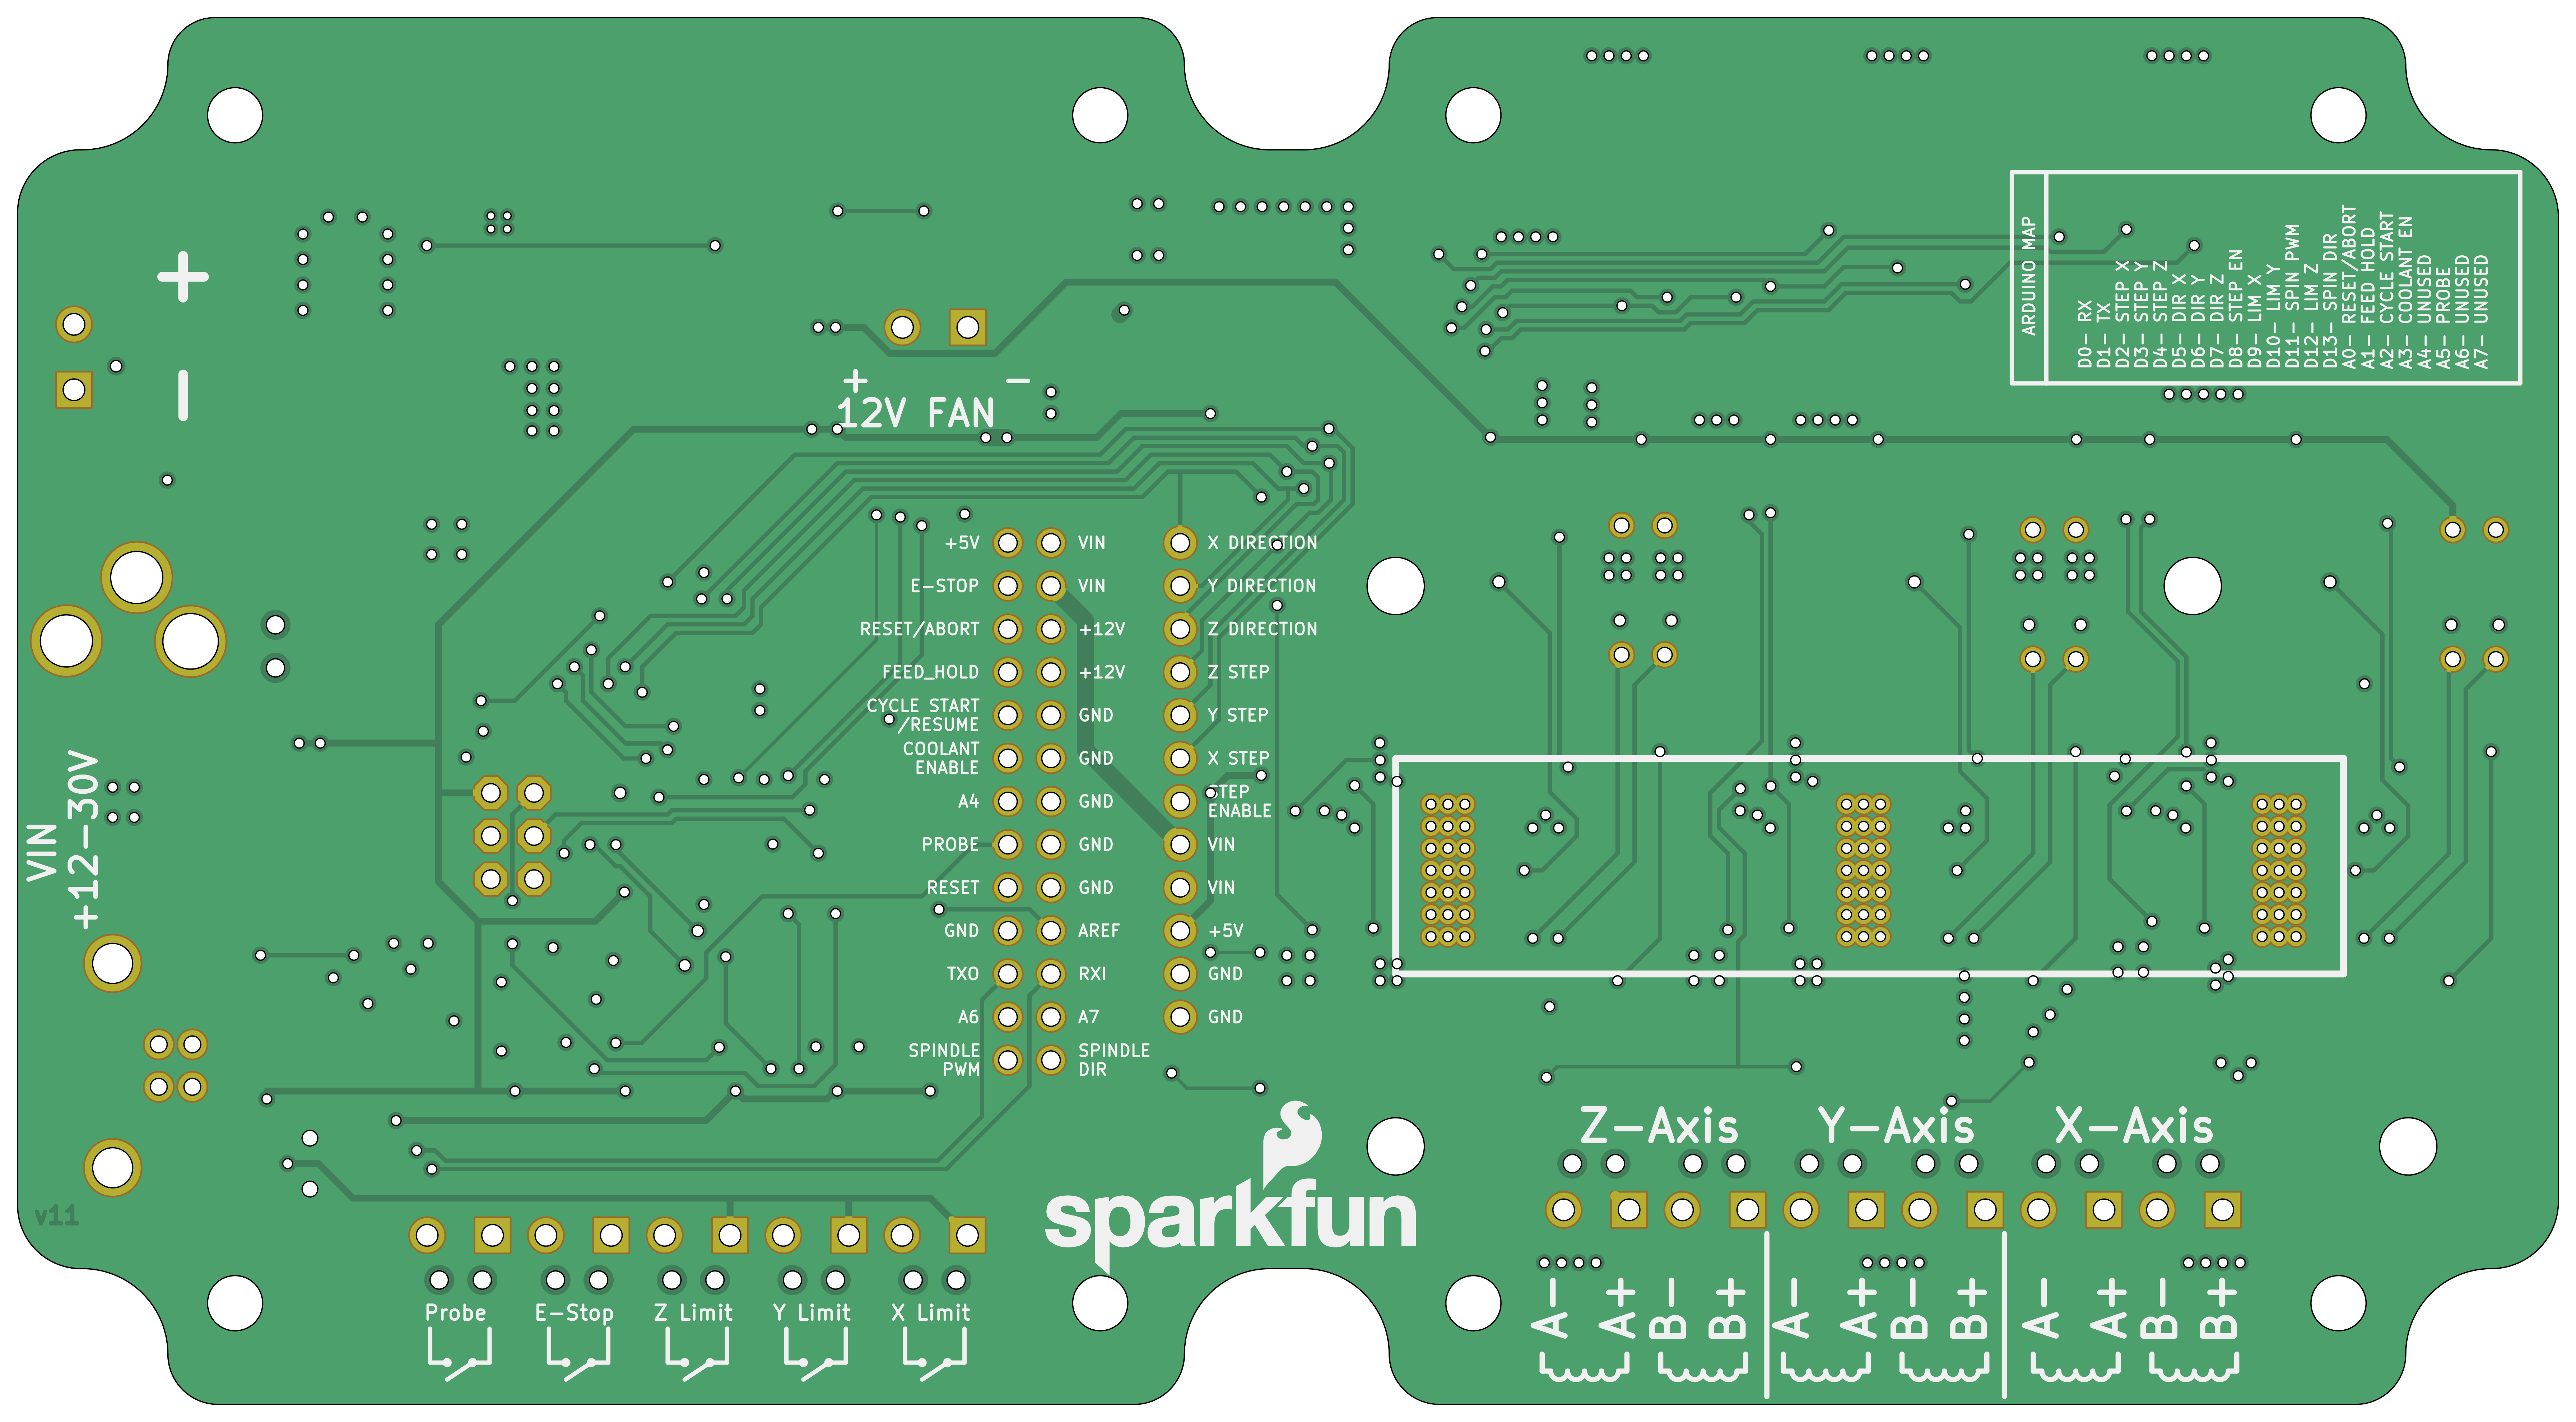 +
-
+ -
12V FAN
ARDUINO MAP
D0- RX
D1- TX
D2- STEP X
D3- STEP Y
D4- STEP Z
D5- DIR X
D6- DIR Y
D7- DIR Z
D8- STEP EN
D9- LIM X
D10- LIM Y
D11- SPIN PWM
D12- LIM Z
D13- SPIN DIR
A0- RESET/ABORT
A1- FEED HOLD
A2- CYCLE START
A3- COOLANT EN
A4- UNUSED
A5- PROBE
A6- UNUSED
A7- UNUSED
+5V VIN X DIRECTION
E-STOP VIN Y DIRECTION
RESET/ABORT +12V Z DIRECTION
FEED_HOLD +12V Z STEP
CYCLE START
/RESUME GND Y STEP
COOLANT
ENABLE GND X STEP
A4 GND STEP
ENABLE
PROBE GND VIN
RESET GND VIN
GND AREF +5V
TXO RXI GND
A6 A7 GND
SPINDLE SPINDLE
PWM DIR
VIN
+12-30V
v11
Z-Axis Y-Axis X-Axis
sparkfun
A- A+ B- B+ A- A+ B- B+ A- A+ B- B+
Probe E-Stop Z Limit Y Limit X Limit